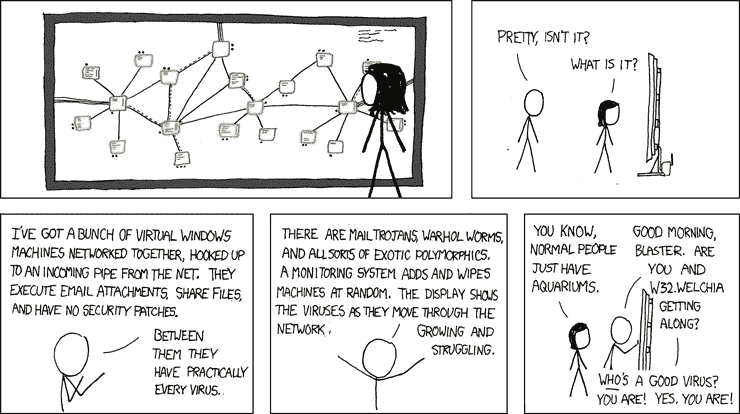 PRETTY, ISN'T IT?
WHAT IS IT?
I'VE GOT A BUNCH OF VIRTUAL WINDOWS
MACHINES NETWORKED TOGETHER, HOOKED UP
TO AN INCOMING PIPE FROM THE NET. THEY
EXECUTE EMAIL ATTACHMENTS, SHARE FILES,
AND HAVE NO SECURITY PATCHES.
BETWEEN
THEM THEY
HAVE PRACTICALLY
EVERY VIRUS.
THERE ARE MAIL TROJANS, WARHOL WORMS,
AND ALL SORTS OF EXOTIC POLYMORPHICS.
A MONITORING SYSTEM ADDS AND WIPES
MACHINES AT RANDOM. THE DISPLAY SHOWS
THE VIRUSES AS THEY MOVE THROUGH THE
NETWORK,
GROWING AND
STRUGGLING.
YOU KNOW,
NORMAL PEOPLE
JUST HAVE
AQUARIUMS.
GOOD MORNING,
BLASTER. ARE
YOU AND
W32.WELCHIA
GETTING
ALONG?
WHO'S A GOOD VIRUS?
YOU ARE! YES, YOU ARE!